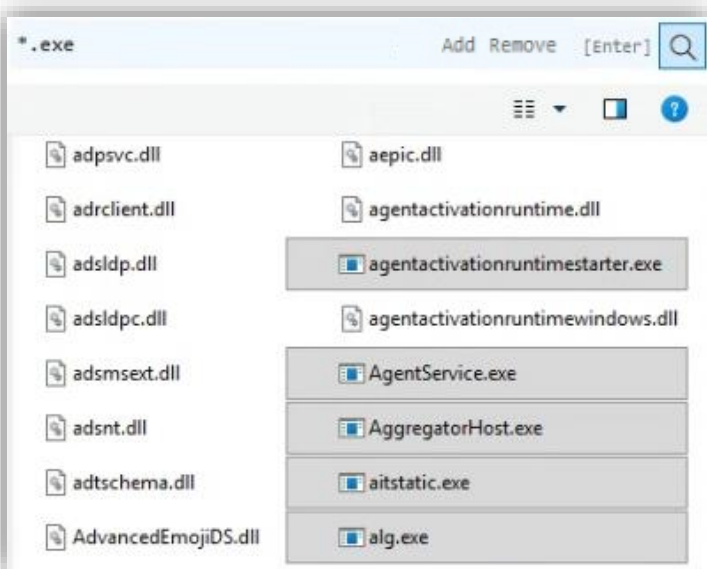 *.exe Add Remove [Enter]
?
adpsvc.dll
adrclient.dll
adsldp.dll
adsldpc.dll
adsmsext.dll
adsnt.dll
adtschema.dll
AdvancedEmojiDS.dll
aepic.dll
agentactivationruntime.dll
agentactivationruntimestarter.exe
agentactivationruntimewindows.dll
AgentService.exe
AggregatorHost.exe
aitstatic.exe
alg.exe